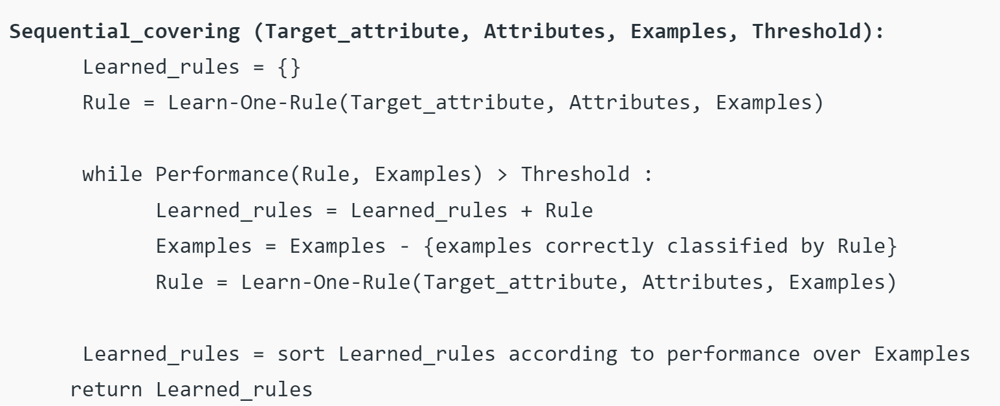 Sequential_covering (Target_attribute, Attributes, Examples, Threshold):
Learned_rules = {}
Rule = Learn-One-Rule(Target_attribute, Attributes, Examples)
while Performance(Rule, Examples) > Threshold :
Learned_rules = Learned_rules + Rule
Examples = Examples - {examples correctly classified by Rule}
Rule = Learn-One-Rule(Target_attribute, Attributes, Examples)
Learned_rules = sort Learned_rules according to performance over Examples
return Learned_rules